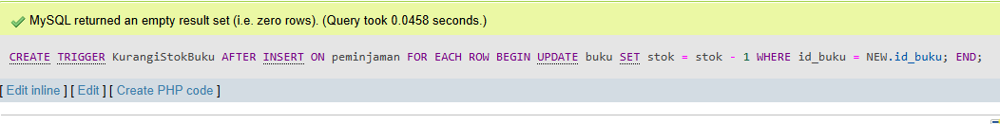 MySQL returned an empty result set (i.e. zero rows). (Query took 0.0458 seconds.)
CREATE TRIGGER KurangiStokBuku AFTER INSERT ON peminjaman FOR EACH ROW BEGIN UPDATE buku SET stok = stok - 1 WHERE id_buku = NEW.id_buku; END;
[ Edit inline ] [ Edit ] [ Create PHP code ]